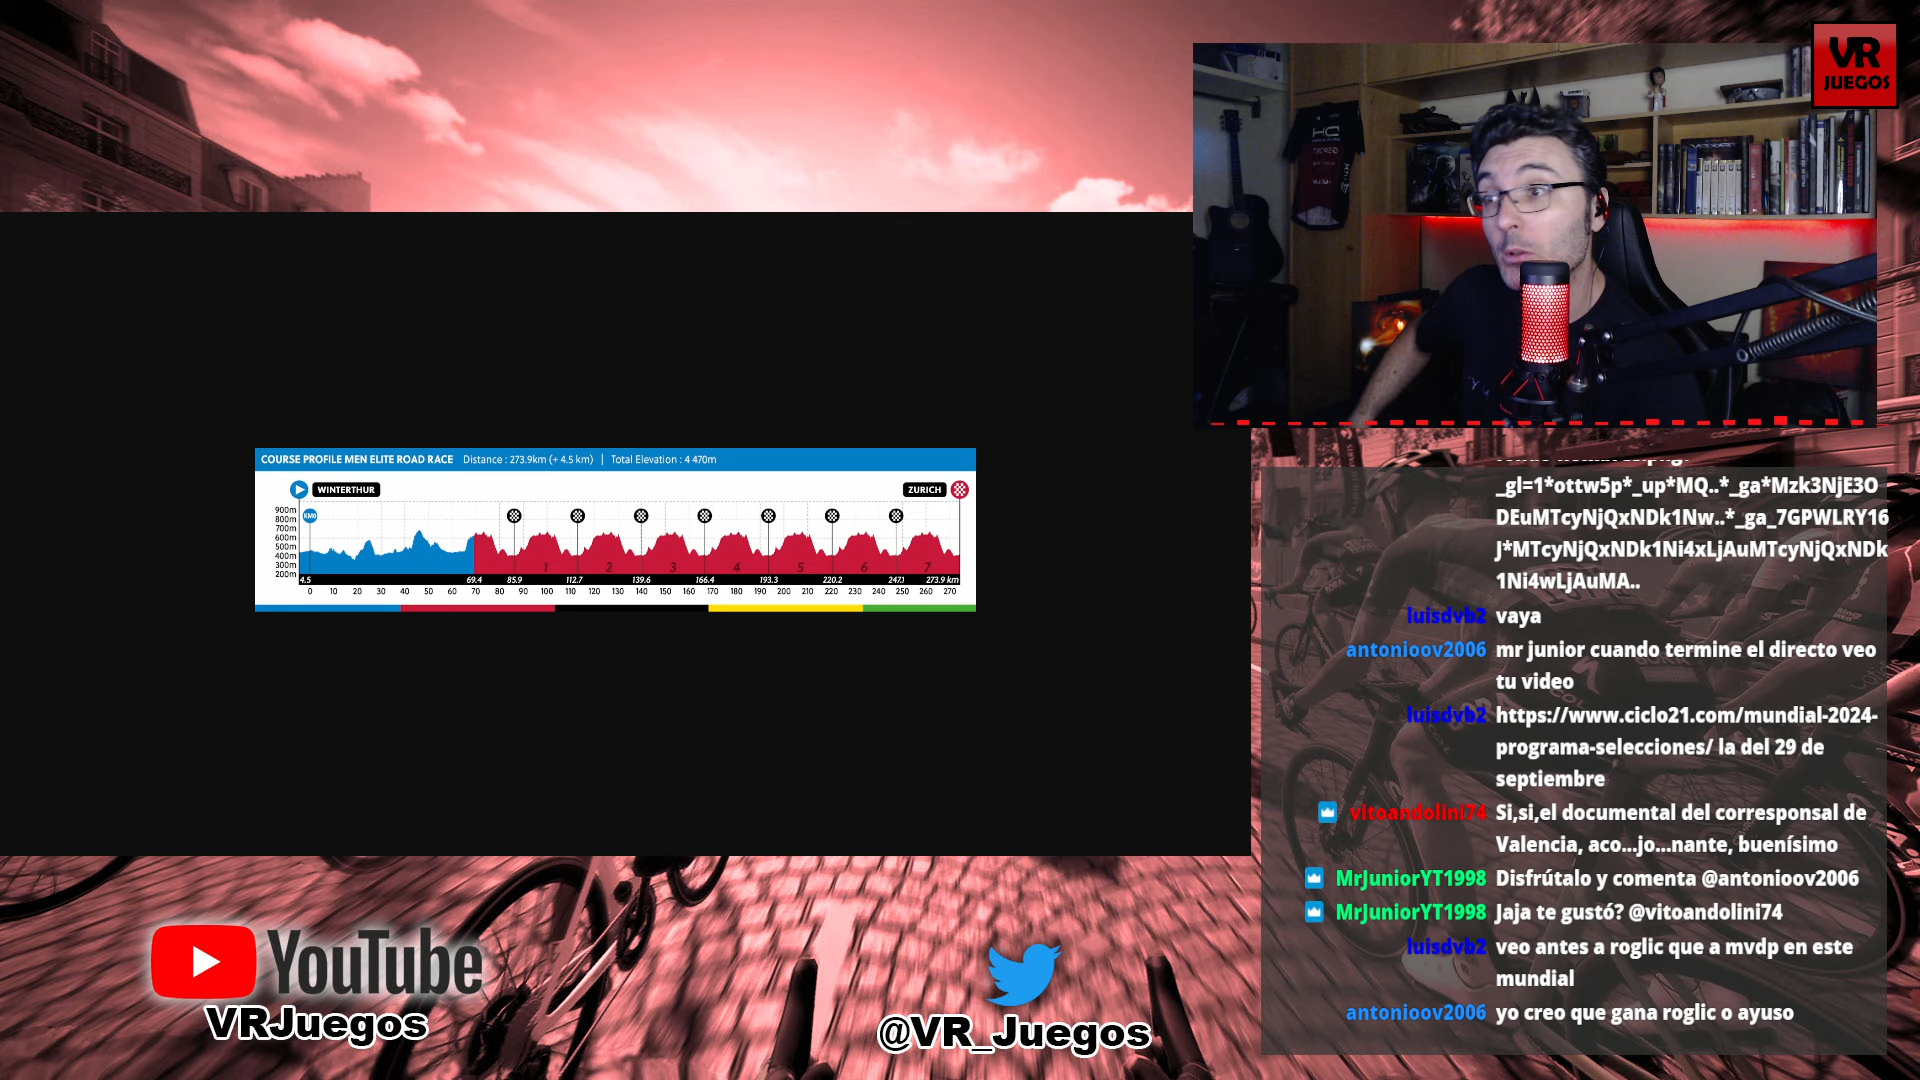 VR
JUEGOS
COURSE PROFILE MEN ELITE ROAD RACE Distance : 273.9km (+ 4.5 km) | Total Elevation : 4 470m
WINTERTHUR
ZURICH
900m
800m
700m
600m
500m
400m
300m
200m
KM0
1 2 3 4 5 6 7
4.5 69.4 85.9 112.7 139.6 166.4 193.3 220.2 247.1 273.9 km
0 10 20 30 40 50 60 70 80 90 100 110 120 130 140 150 160 170 180 190 200 210 220 230 240 250 260 270
_gl=1*ottw5p*_up*MQ..*_ga*Mzk3NjE3O
DEuMTcyNjQxNDk1Nw..*_ga_7GPWLRY16
J*MTcyNjQxNDk1Ni4xLjAuMTcyNjQxNDk
1Ni4wLjAuMA..
luisdvb2 vaya
antonioov2006 mr junior cuando termine el directo veo
tu video
luisdvb2 https://www.ciclo21.com/mundial-2024-
programa-selecciones/ la del 29 de
septiembre
vitoandolini74 Si,si,el documental del corresponsal de
Valencia, aco...jo...nante, buenísimo
MrJuniorYT1998 Disfrútalo y comenta @antonioov2006
MrJuniorYT1998 Jaja te gustó? @vitoandolini74
luisdvb2 veo antes a roglic que a mvdp en este
mundial
antonioov2006 yo creo que gana roglic o ayuso
YouTube
VRJuegos
@VR_Juegos